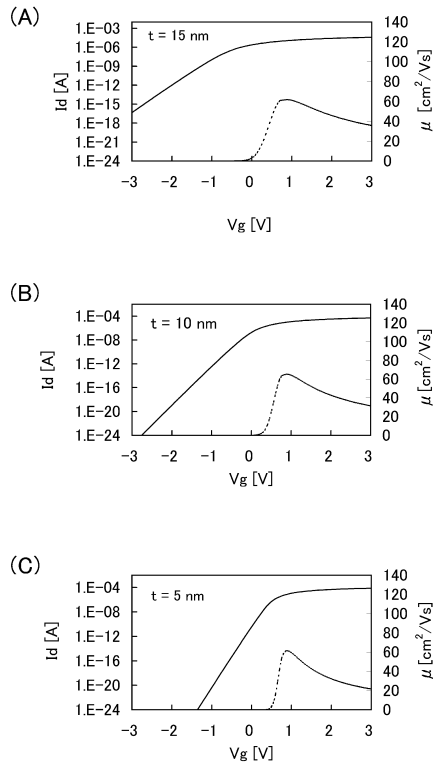 (A)
t = 15 nm
Id [A]
1.E-03
1.E-06
1.E-09
1.E-12
1.E-15
1.E-18
1.E-21
1.E-24
140
120
100
80
60
40
20
0
μ [cm²/Vs]
-3 -2 -1 0 1 2 3
Vg [V]
(B)
t = 10 nm
Id [A]
1.E-04
1.E-08
1.E-12
1.E-16
1.E-20
1.E-24
140
120
100
80
60
40
20
0
μ [cm²/Vs]
-3 -2 -1 0 1 2 3
Vg [V]
(C)
t = 5 nm
Id [A]
1.E-04
1.E-08
1.E-12
1.E-16
1.E-20
1.E-24
140
120
100
80
60
40
20
0
μ [cm²/Vs]
-3 -2 -1 0 1 2 3
Vg [V]